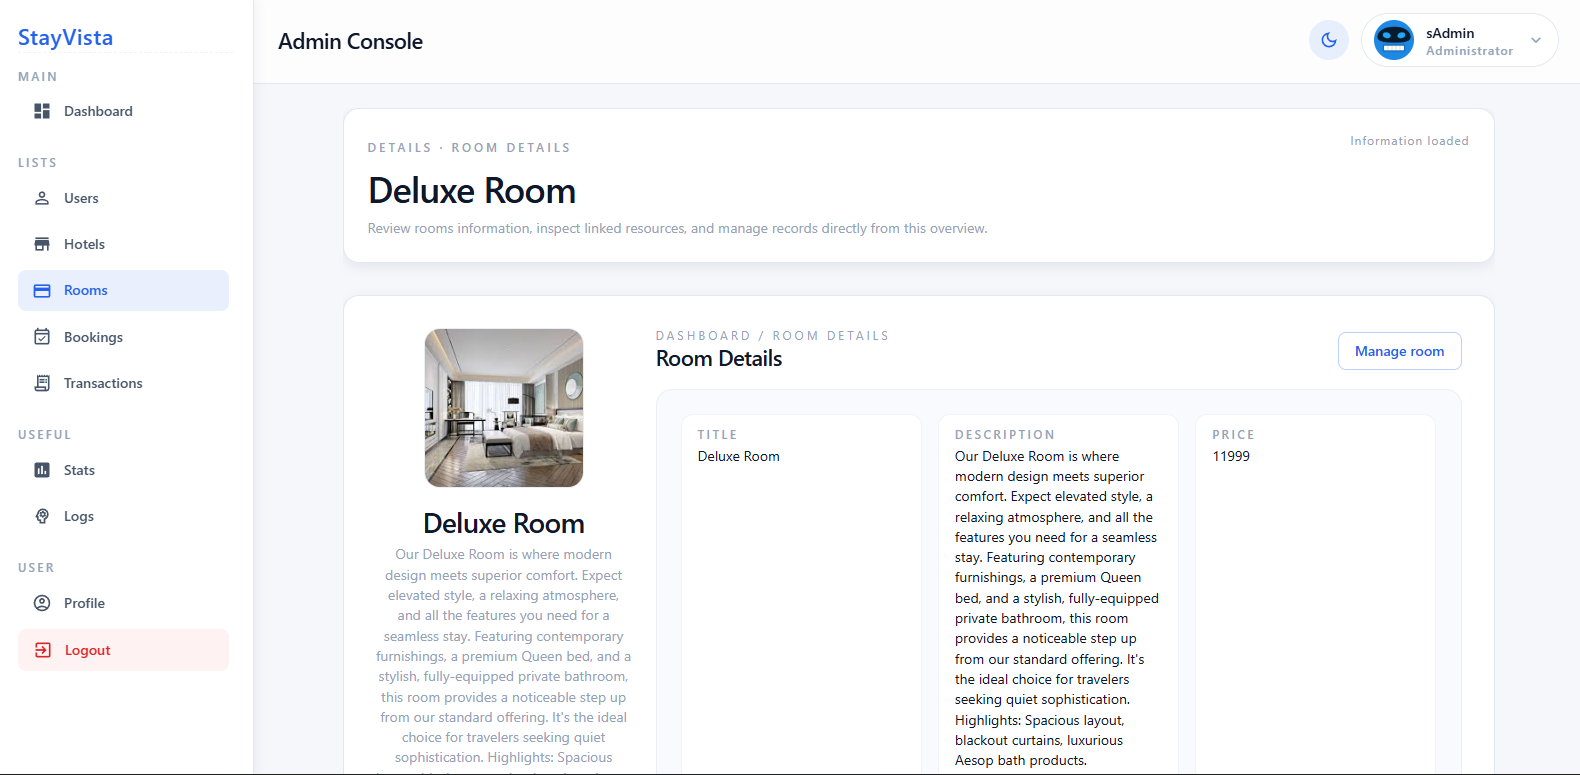 StayVista
MAIN
Dashboard
LISTS
Users
Hotels
Rooms
Bookings
Transactions
USEFUL
Stats
Logs
USER
Profile
Logout
Admin Console
sAdmin
Administrator
DETAILS · ROOM DETAILS
Information loaded
Deluxe Room
Review rooms information, inspect linked resources, and manage records directly from this overview.
Deluxe Room
Our Deluxe Room is where modern
design meets superior comfort. Expect
elevated style, a relaxing atmosphere,
and all the features you need for a
seamless stay. Featuring contemporary
furnishings, a premium Queen bed, and a
stylish, fully-equipped private bathroom,
this room provides a noticeable step up
from our standard offering. It's the ideal
choice for travelers seeking quiet
sophistication. Highlights: Spacious
DASHBOARD / ROOM DETAILS
Room Details
Manage room
TITLE
Deluxe Room
DESCRIPTION
Our Deluxe Room is where
modern design meets superior
comfort. Expect elevated style, a
relaxing atmosphere, and all the
features you need for a seamless
stay. Featuring contemporary
furnishings, a premium Queen
bed, and a stylish, fully-equipped
private bathroom, this room
provides a noticeable step up
from our standard offering. It's
the ideal choice for travelers
seeking quiet sophistication.
Highlights: Spacious layout,
blackout curtains, luxurious
Aesop bath products.
PRICE
11999